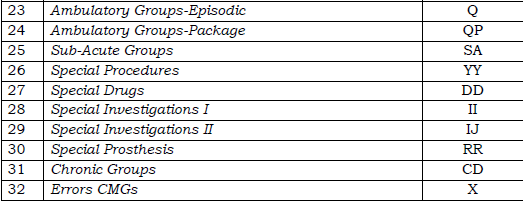 23 Ambulatory Groups-Episodic Q
24 Ambulatory Groups-Package QP
25 Sub-Acute Groups SA
26 Special Procedures YY
27 Special Drugs DD
28 Special Investigations I II
29 Special Investigations II IJ
30 Special Prosthesis RR
31 Chronic Groups CD
32 Errors CMGs X